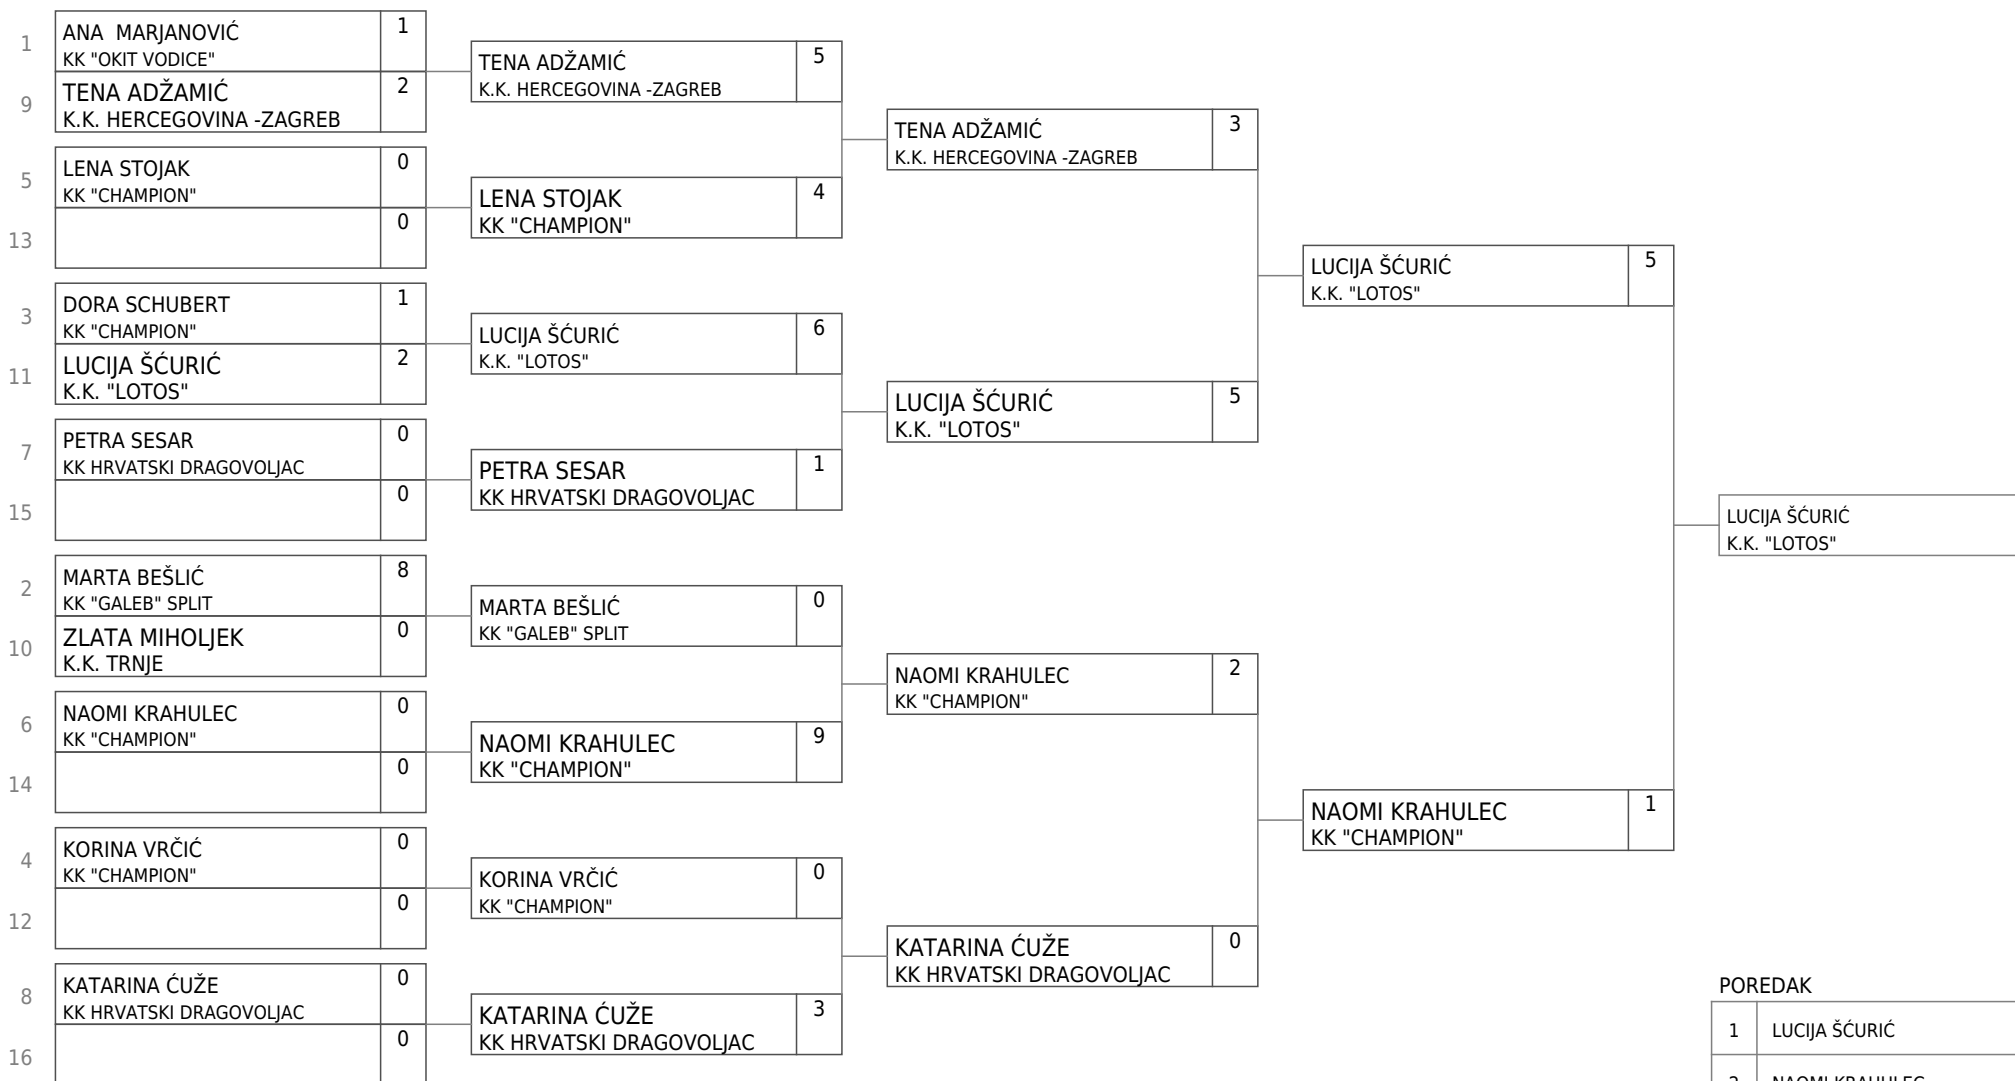 1
ANA  MARJANOVIĆ
1
KK "OKIT VODICE"
9
TENA ADŽAMIĆ
2
K.K. HERCEGOVINA -ZAGREB
5
LENA STOJAK
0
KK "CHAMPION"
13
0
3
DORA SCHUBERT
1
KK "CHAMPION"
11
LUCIJA ŠĆURIĆ
2
K.K. "LOTOS"
7
PETRA SESAR
0
KK HRVATSKI DRAGOVOLJAC
15
0
2
MARTA BEŠLIĆ
8
KK "GALEB" SPLIT
10
ZLATA MIHOLJEK
0
K.K. TRNJE
6
NAOMI KRAHULEC
0
KK "CHAMPION"
14
0
4
KORINA VRČIĆ
0
KK "CHAMPION"
12
0
8
KATARINA ĆUŽE
0
KK HRVATSKI DRAGOVOLJAC
16
0
TENA ADŽAMIĆ
5
K.K. HERCEGOVINA -ZAGREB
LENA STOJAK
4
KK "CHAMPION"
LUCIJA ŠĆURIĆ
6
K.K. "LOTOS"
PETRA SESAR
1
KK HRVATSKI DRAGOVOLJAC
MARTA BEŠLIĆ
0
KK "GALEB" SPLIT
NAOMI KRAHULEC
9
KK "CHAMPION"
KORINA VRČIĆ
0
KK "CHAMPION"
KATARINA ĆUŽE
3
KK HRVATSKI DRAGOVOLJAC
TENA ADŽAMIĆ
3
K.K. HERCEGOVINA -ZAGREB
LUCIJA ŠĆURIĆ
5
K.K. "LOTOS"
NAOMI KRAHULEC
2
KK "CHAMPION"
KATARINA ĆUŽE
0
KK HRVATSKI DRAGOVOLJAC
LUCIJA ŠĆURIĆ
5
K.K. "LOTOS"
NAOMI KRAHULEC
1
KK "CHAMPION"
LUCIJA ŠĆURIĆ
K.K. "LOTOS"
POREDAK
1 LUCIJA ŠĆURIĆ
2 NAOMI KRAHULEC